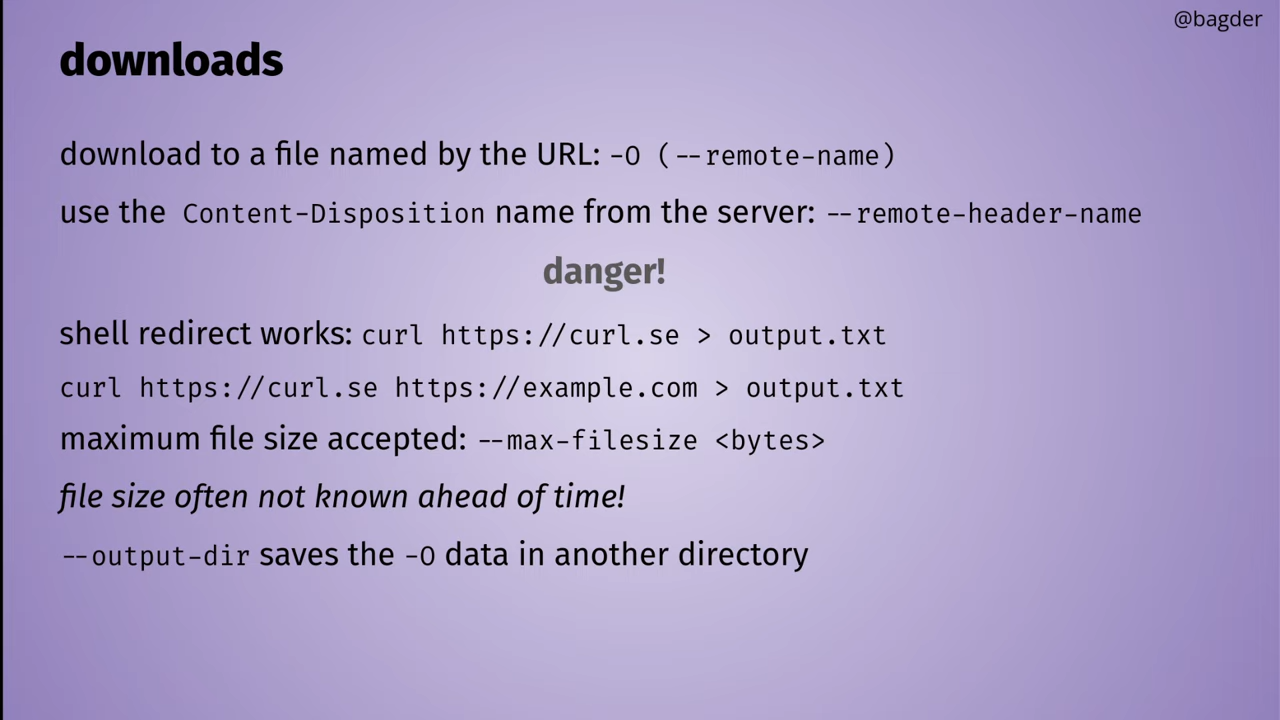 @bagder
downloads
download to a file named by the URL: -O (--remote-name)
use the Content-Disposition name from the server: --remote-header-name
danger!
shell redirect works: curl https://curl.se > output.txt
curl https://curl.se https://example.com > output.txt
maximum file size accepted: --max-filesize <bytes>
file size often not known ahead of time!
--output-dir saves the -O data in another directory